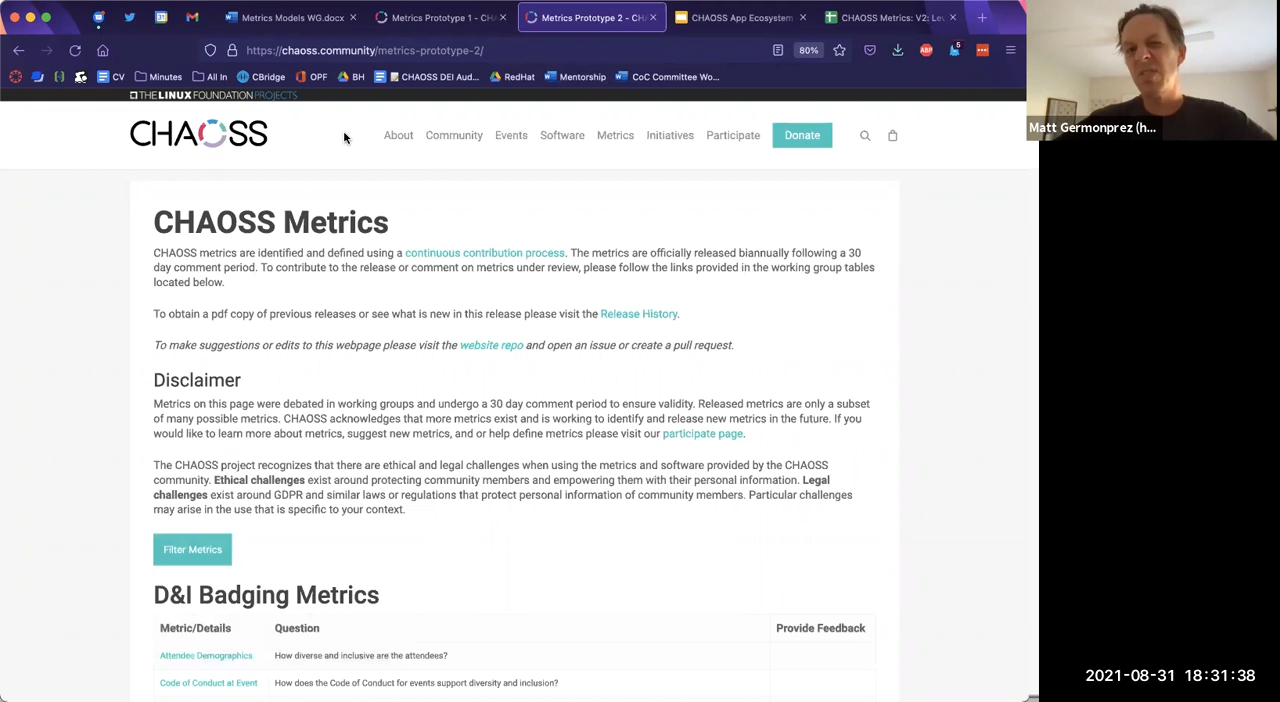 Metrics Models WG.docx
Metrics Prototype 1 - CHA
Metrics Prototype 2 - CHA
CHAOSS App Ecosystem
CHAOSS Metrics: V2: Lev
https://chaoss.community/metrics-prototype-2/
80%
ABP
5
CV
Minutes
All In
CBridge
OPF
BH
CHAOSS DEI Aud...
RedHat
Mentorship
CoC Committee Wo...
THE LINUX FOUNDATION PROJECTS
CHAOSS
About
Community
Events
Software
Metrics
Initiatives
Participate
Donate
Matt Germonprez (h...
CHAOSS Metrics
CHAOSS metrics are identified and defined using a continuous contribution process. The metrics are officially released biannually following a 30
day comment period. To contribute to the release or comment on metrics under review, please follow the links provided in the working group tables
located below.
To obtain a pdf copy of previous releases or see what is new in this release please visit the Release History.
To make suggestions or edits to this webpage please visit the website repo and open an issue or create a pull request.
Disclaimer
Metrics on this page were debated in working groups and undergo a 30 day comment period to ensure validity. Released metrics are only a subset
of many possible metrics. CHAOSS acknowledges that more metrics exist and is working to identify and release new metrics in the future. If you
would like to learn more about metrics, suggest new metrics, and or help define metrics please visit our participate page.
The CHAOSS project recognizes that there are ethical and legal challenges when using the metrics and software provided by the CHAOSS
community. Ethical challenges exist around protecting community members and empowering them with their personal information. Legal
challenges exist around GDPR and similar laws or regulations that protect personal information of community members. Particular challenges
may arise in the use that is specific to your context.
Filter Metrics
D&I Badging Metrics
Metric/Details Question Provide Feedback
Attendee Demographics How diverse and inclusive are the attendees?
Code of Conduct at Event How does the Code of Conduct for events support diversity and inclusion?
2021-08-31 18:31:38